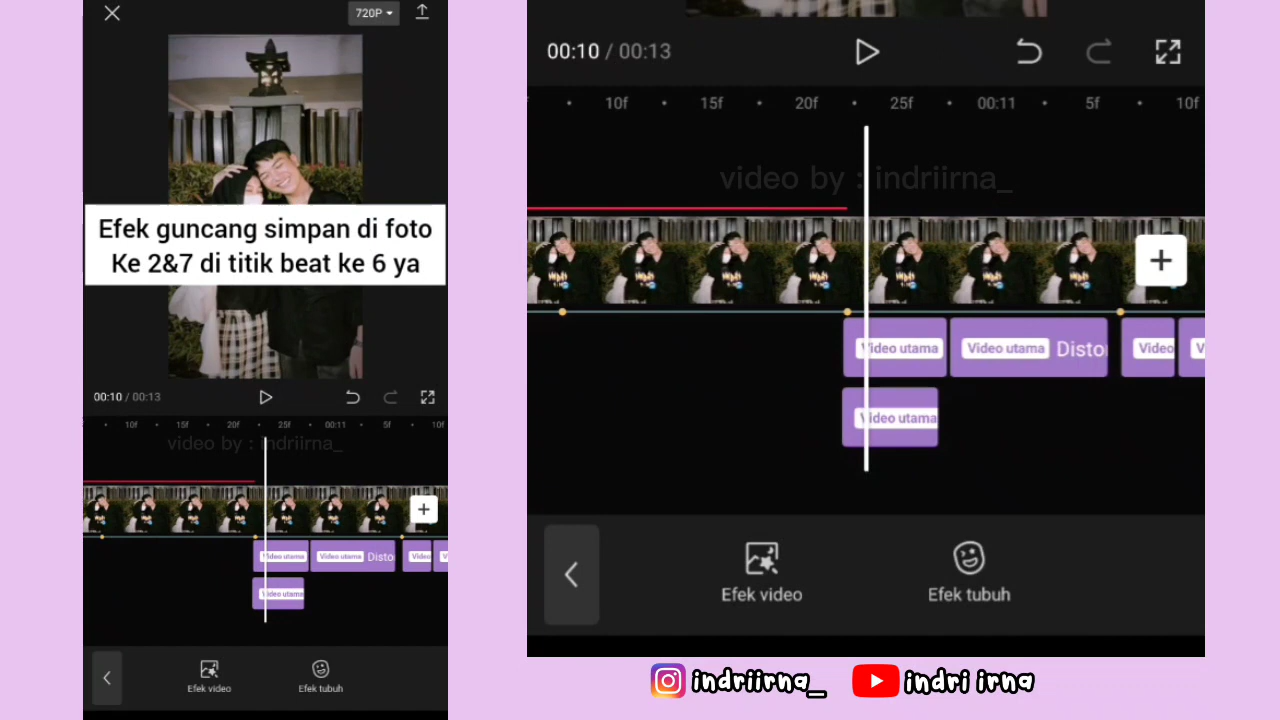 720P
Efek guncang simpan di foto
Ke 2&7 di titik beat ke 6 ya
00:10 / 00:13
10f 15f 20f 25f 00:11 5f 10f
video by : indriirna_
Video utama Video utama Disto Video V
Video utama
Efek video Efek tubuh
00:10 / 00:13
10f 15f 20f 25f 00:11 5f 10f
video by : indriirna_
Video utama Video utama Disto Video V
Video utama
Efek video Efek tubuh
indriirna_ indri irna